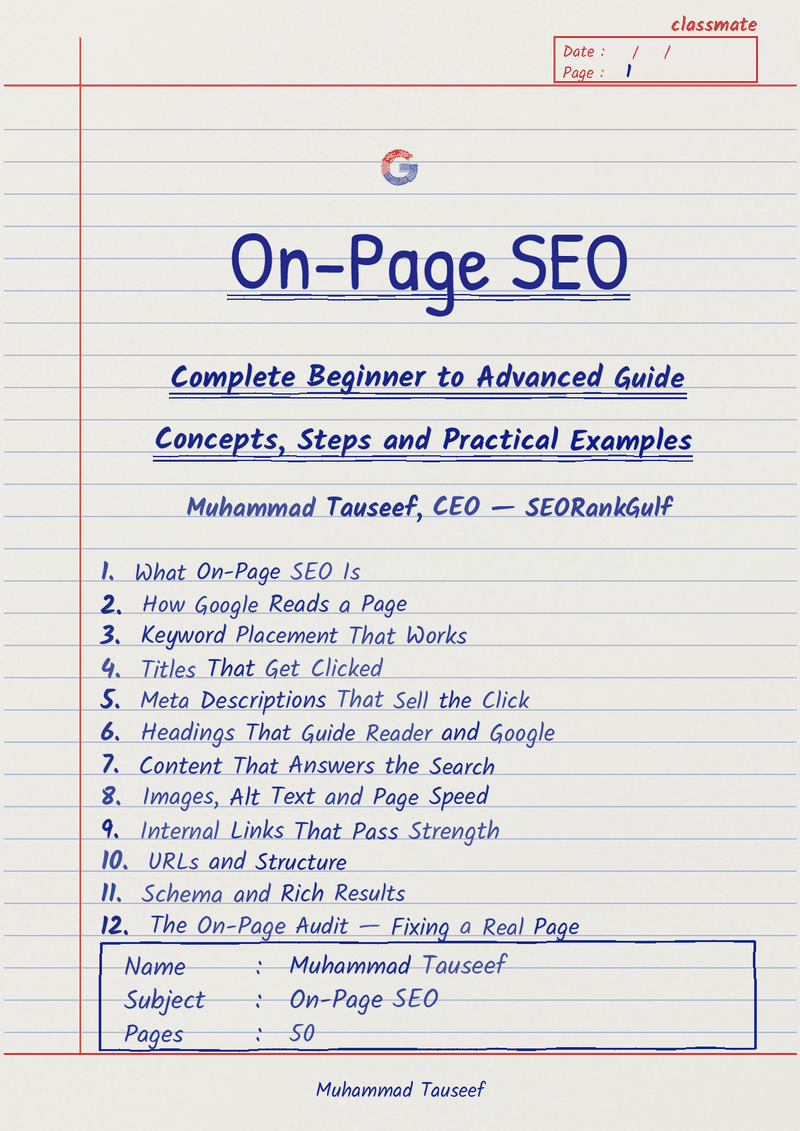 classmate
Date : / /
Page : 1
G
On-Page SEO
Complete Beginner to Advanced Guide
Concepts, Steps and Practical Examples
Muhammad Tauseef, CEO — SEORankGulf
1. What On-Page SEO Is
2. How Google Reads a Page
3. Keyword Placement That Works
4. Titles That Get Clicked
5. Meta Descriptions That Sell the Click
6. Headings That Guide Reader and Google
7. Content That Answers the Search
8. Images, Alt Text and Page Speed
9. Internal Links That Pass Strength
10. URLs and Structure
11. Schema and Rich Results
12. The On-Page Audit — Fixing a Real Page
Name : Muhammad Tauseef
Subject : On-Page SEO
Pages : 50
Muhammad Tauseef